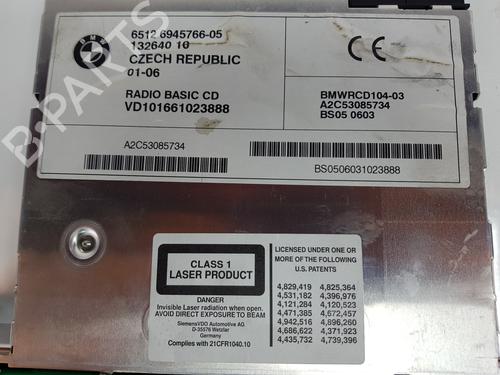 BMW
6512 6945766-05
132640 10
CZECH REPUBLIC
01-06
RADIO BASIC CD
VD101661023888
BMWRCD104-03
A2C53085734
BS05 0603
A2C53085734
BS0506031023888
CLASS 1
LASER PRODUCT
DANGER
Invisible Laser radiation when open.
AVOID DIRECT EXPOSURE TO BEAM
SiemensVDO Automotive AG
D-35576 Wetzlar
Germany
Complies with 21CFR1040.10
LICENSED UNDER ONE OR
MORE OF THE FOLLOWING
U.S. PATENTS
4,829,419 4,825,364
4,531,182 4,396,976
4,121,284 4,120,523
4,471,385 4,672,457
4,942,516 4,896,260
4,686,622 4,371,923
4,435,732 4,739,396
B-PARTS